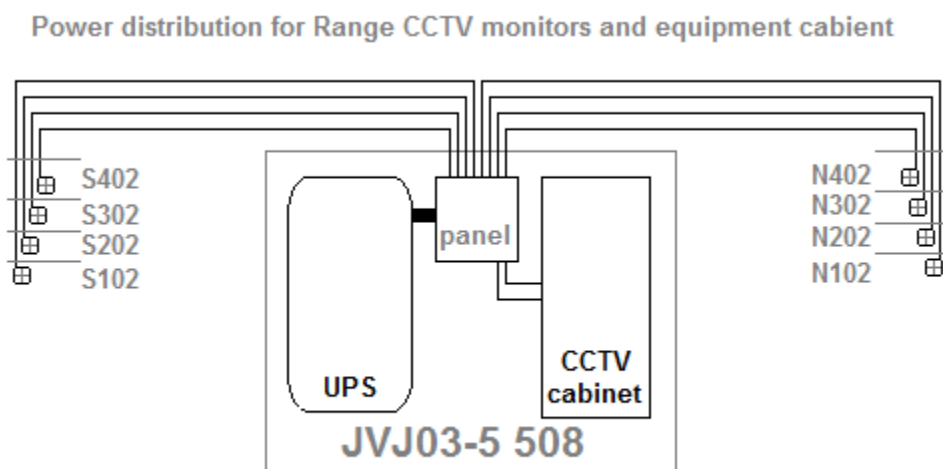 Power distribution for Range CCTV monitors and equipment cabient
S402
S302
S202
S102
N402
N302
N202
N102
panel
UPS
CCTV
cabinet
JVJ03-5 508